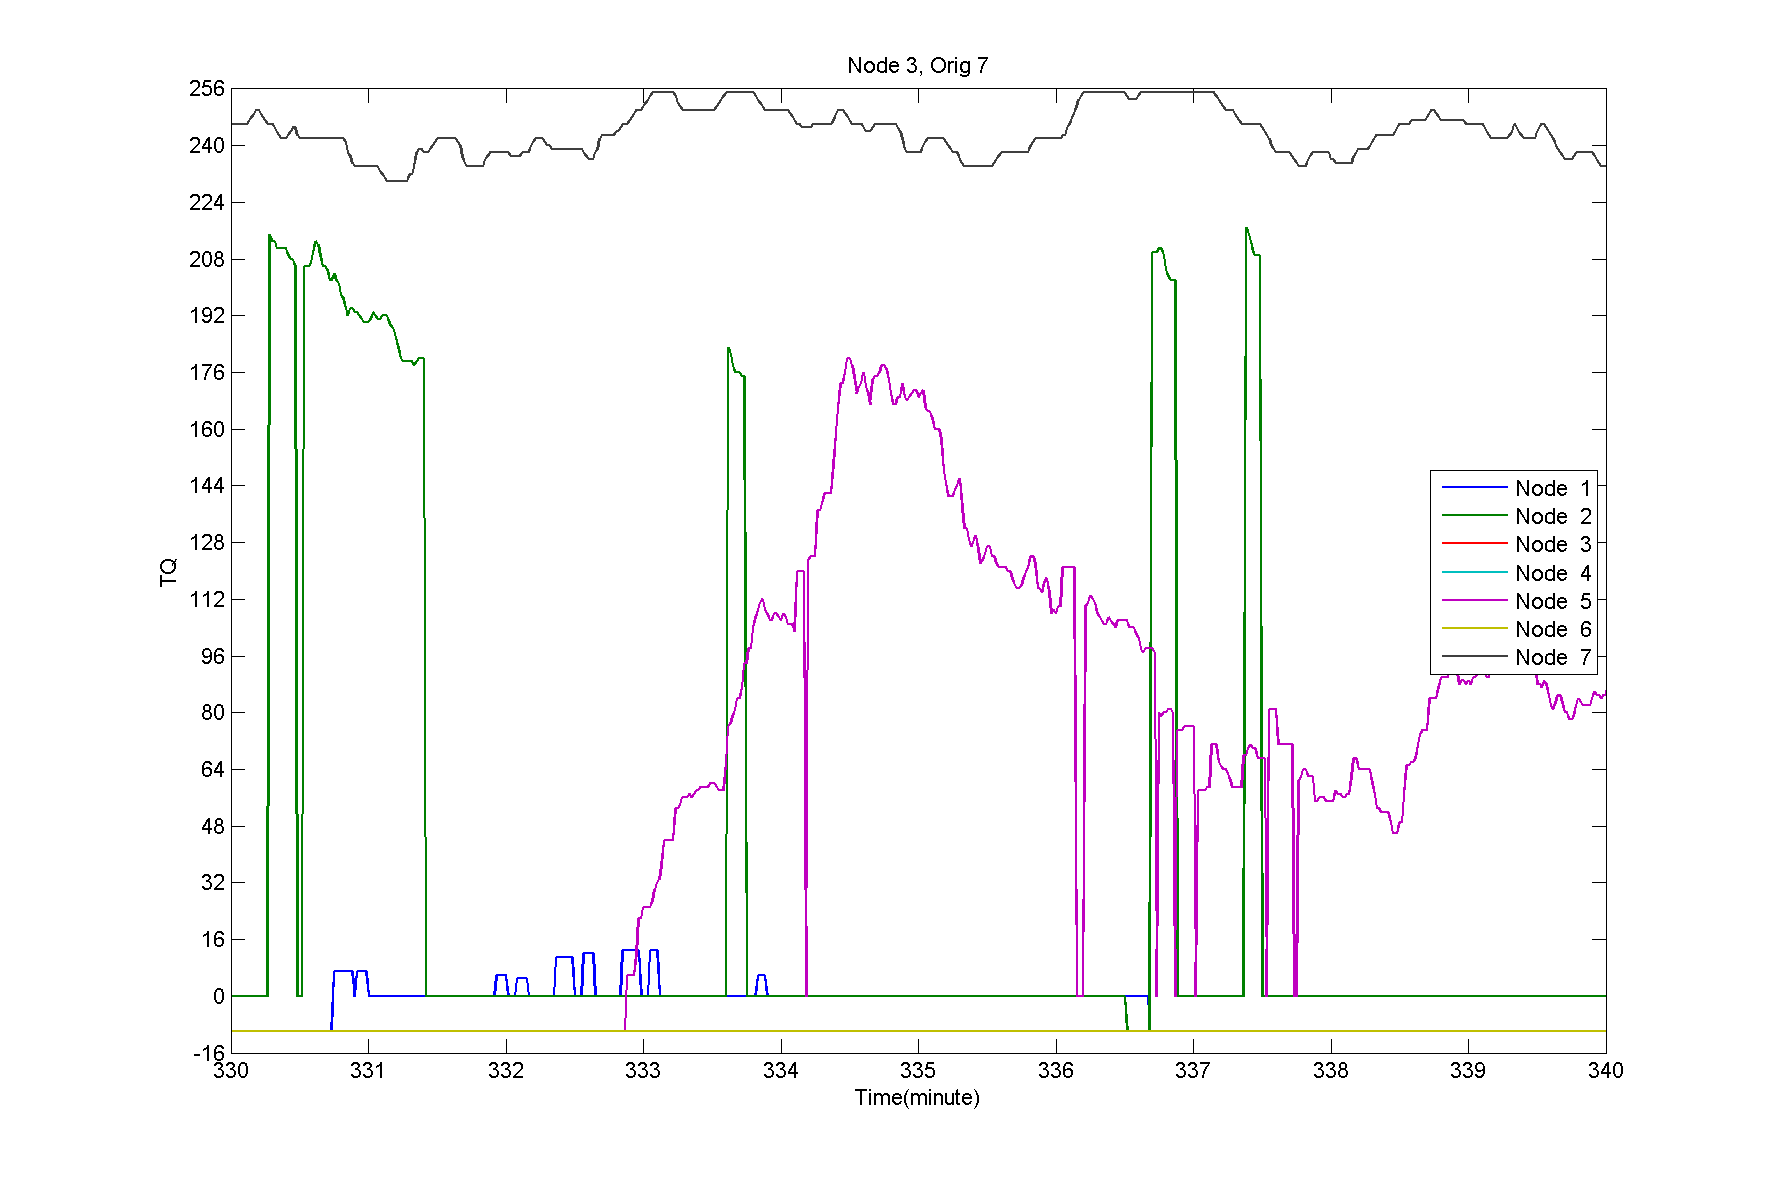 Node 3, Orig 7
256
240
224
208
192
176
160
144
128
112
96
80
64
48
32
16
0
-16
TQ
Node 1
Node 2
Node 3
Node 4
Node 5
Node 6
Node 7
330 331 332 333 334 335 336 337 338 339 340
Time(minute)